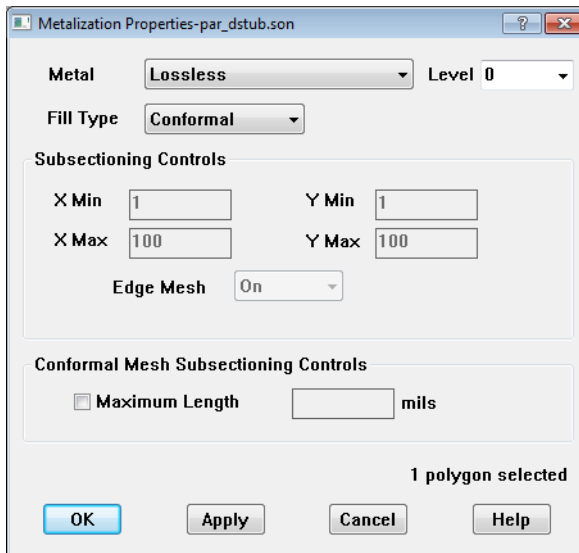 Metalization Properties-par_dstub.son
Metal Lossless Level 0
Fill Type Conformal
Subsectioning Controls
X Min 1 Y Min 1
X Max 100 Y Max 100
Edge Mesh On
Conformal Mesh Subsectioning Controls
Maximum Length mils
1 polygon selected
OK Apply Cancel Help